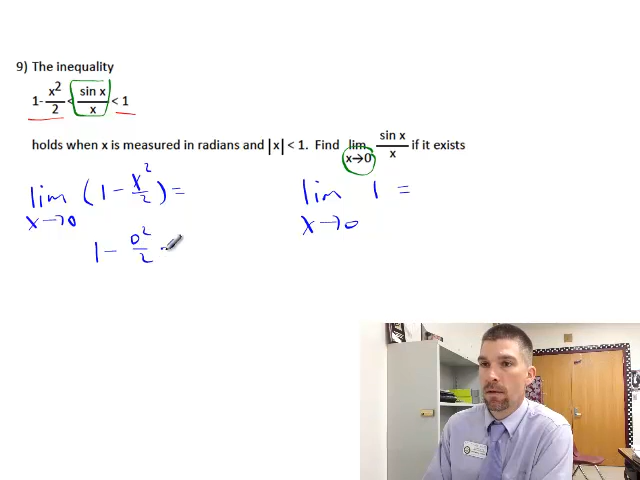 9) The inequality
1- x²/2 < sin x/x < 1
holds when x is measured in radians and |x| < 1. Find lim x→0 sin x/x if it exists
lim x→0 (1 - x²/2) =
lim x→0 1 =
1 - 0²/2